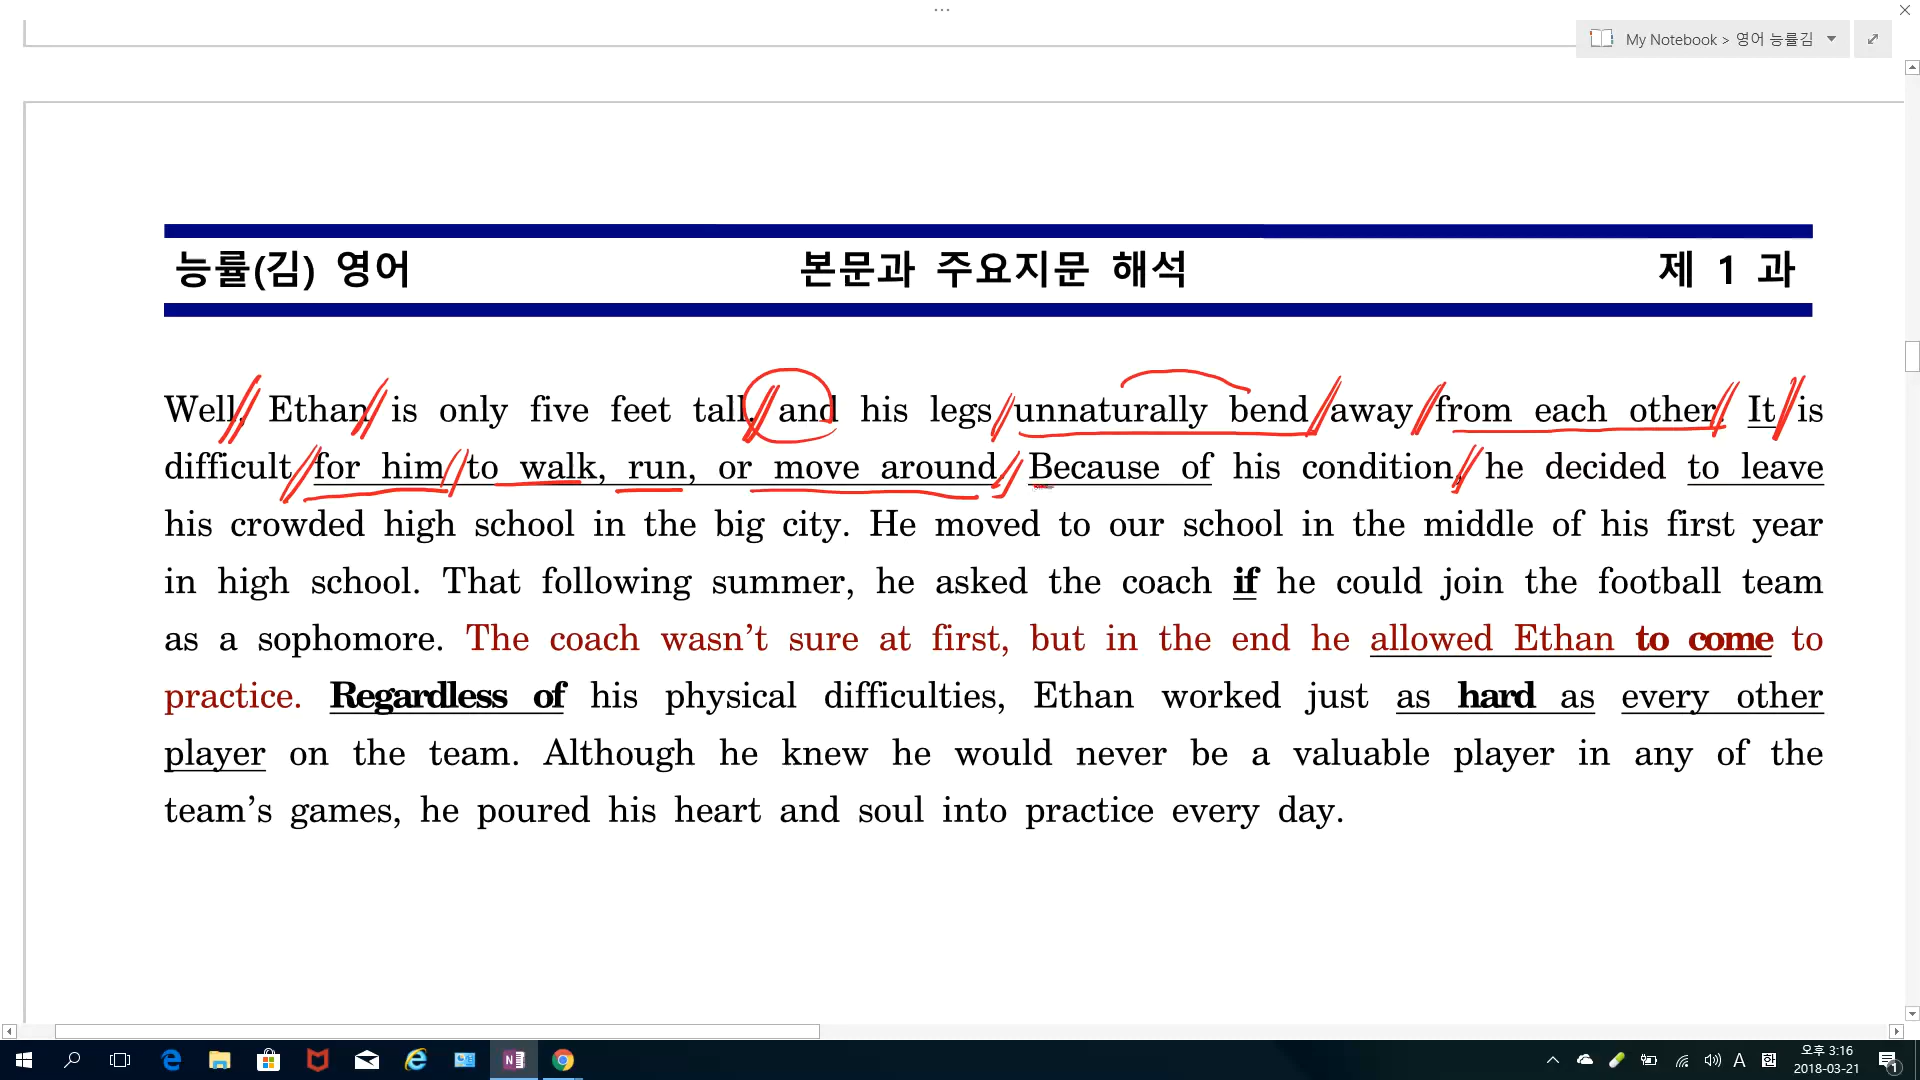 ...
My Notebook > 영어 능률김
능률(김) 영어 본문과 주요지문 해석 제 1 과
Well, Ethan is only five feet tall, and his legs unnaturally bend away from each other. It is
difficult for him to walk, run, or move around. Because of his condition, he decided to leave
his crowded high school in the big city. He moved to our school in the middle of his first year
in high school. That following summer, he asked the coach if he could join the football team
as a sophomore. The coach wasn’t sure at first, but in the end he allowed Ethan to come to
practice. Regardless of his physical difficulties, Ethan worked just as hard as every other
player on the team. Although he knew he would never be a valuable player in any of the
team’s games, he poured his heart and soul into practice every day.
A 한 오후 3:16
2018-03-21
1